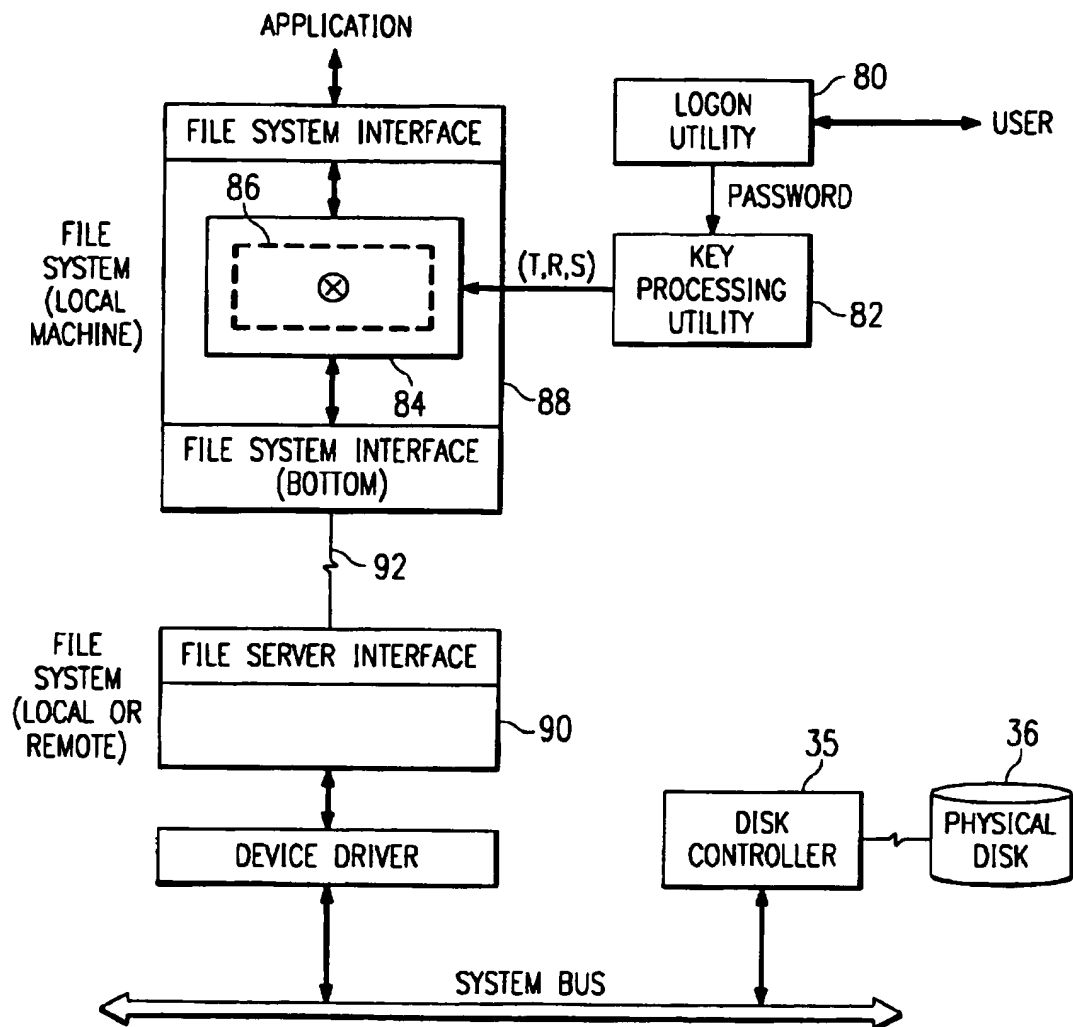 APPLICATION
FILE SYSTEM INTERFACE
86
⊗
84
88
FILE
SYSTEM
(LOCAL
MACHINE)
FILE SYSTEM INTERFACE
(BOTTOM)
80
LOGON
UTILITY
USER
PASSWORD
(T,R,S)
KEY
PROCESSING
UTILITY
82
92
FILE
SYSTEM
(LOCAL OR
REMOTE)
FILE SERVER INTERFACE
90
DEVICE DRIVER
35
DISK
CONTROLLER
36
PHYSICAL
DISK
SYSTEM BUS